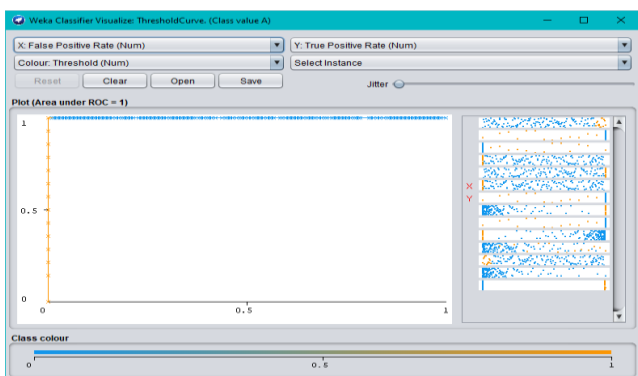 Weka Classifier Visualize: ThresholdCurve. (Class value A)
X: False Positive Rate (Num)
Y: True Positive Rate (Num)
Colour: Threshold (Num)
Select Instance
Reset
Clear
Open
Save
Jitter
Plot (Area under ROC = 1)
1
0.5
0
0
0.5
1
X
Y
Class colour
0
0.5
1